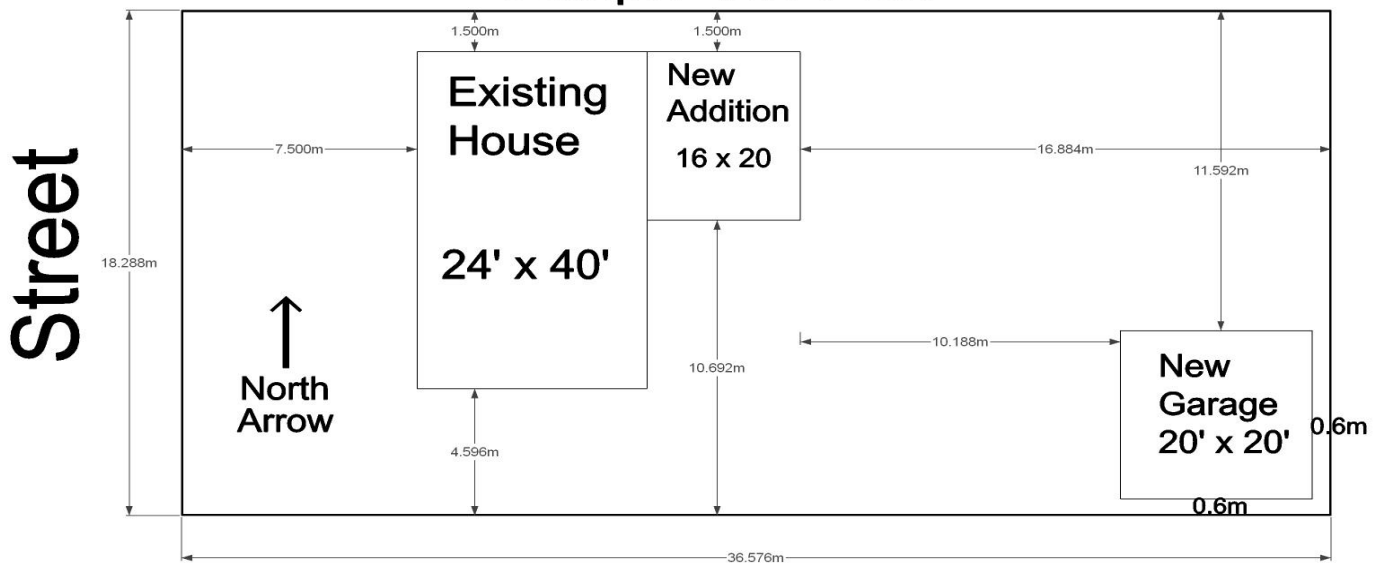 1.500m
1.500m
Existing
House
24' x 40'
New
Addition
16 x 20
7.500m
16.884m
11.592m
Street
18.288m
North
Arrow
4.596m
10.692m
10.188m
New
Garage
20' x 20'
0.6m
0.6m
36.576m